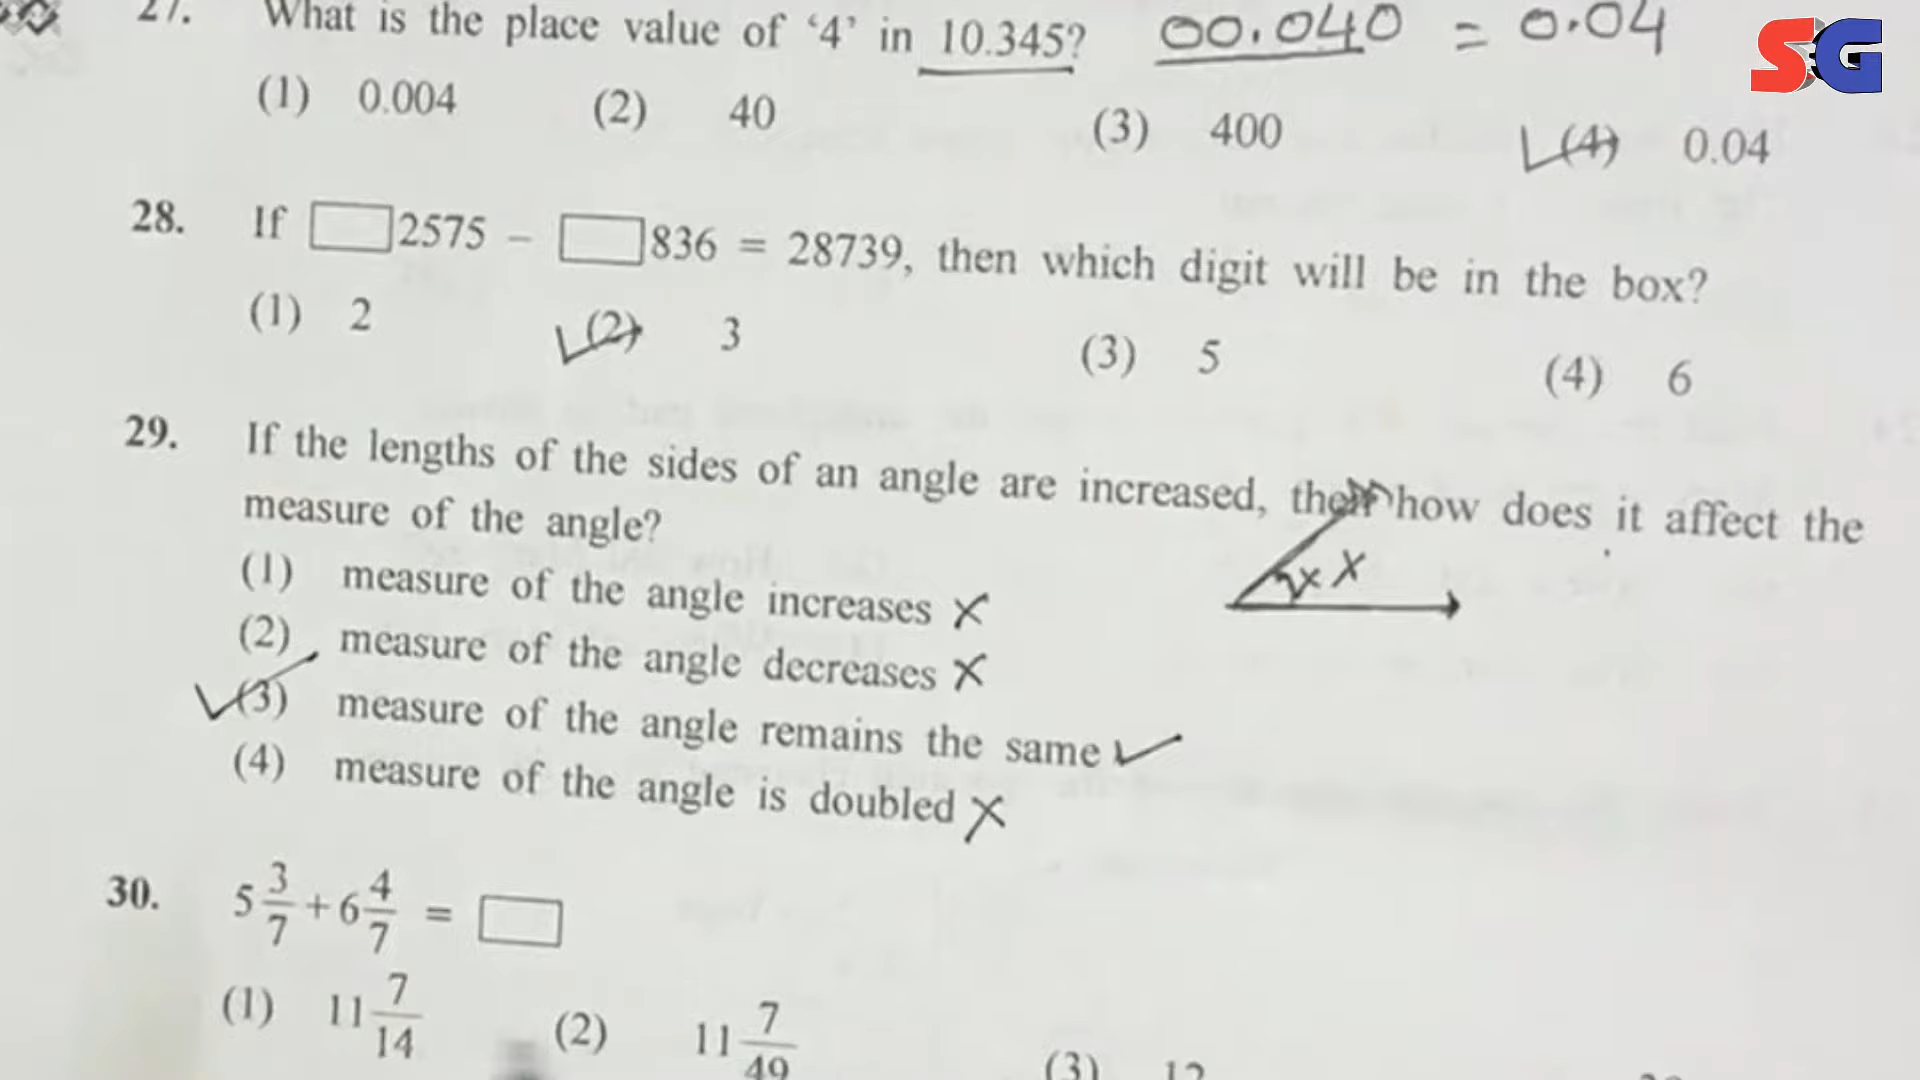 27. What is the place value of ‘4’ in 10.345? 00.040 = 0.04
SG
(1) 0.004 (2) 40 (3) 400 (4) 0.04
28. If □2575 – □836 = 28739, then which digit will be in the box?
(1) 2 (2) 3 (3) 5 (4) 6
29. If the lengths of the sides of an angle are increased, then how does it affect the
measure of the angle?
x x
(1) measure of the angle increases ✗
(2) measure of the angle decreases ✗
(3) measure of the angle remains the same ✓
(4) measure of the angle is doubled ✗
30. 5 3/7 + 6 4/7 = □
(1) 11 7/14 (2) 11 7/49 (3) 12